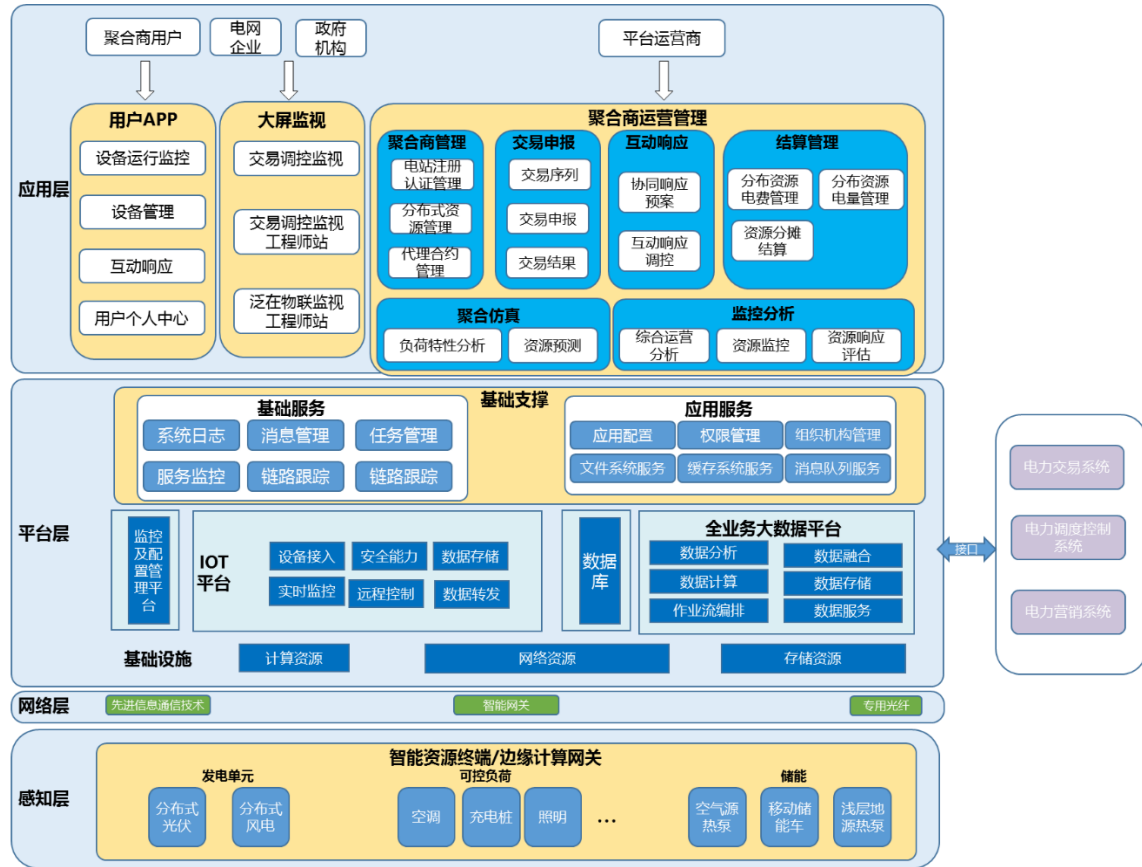 聚合商用户
电网
企业
政府
机构
平台运营商
应用层
用户APP
设备运行监控
设备管理
互动响应
用户个人中心
大屏监视
交易调控监视
交易调控监视
工程师站
泛在物联监视
工程师站
聚合商运营管理
聚合商管理
电站注册
认证管理
分布式资
源管理
代理合约
管理
交易申报
交易序列
交易申报
交易结果
互动响应
协同响应
预案
互动响应
调控
结算管理
分布资源
电费管理
分布资源
电量管理
资源分摊
结算
聚合仿真
负荷特性分析
资源预测
监控分析
综合运营
分析
资源监控
资源响应
评估
平台层
基础支撑
基础服务
系统日志
消息管理
任务管理
服务监控
链路跟踪
链路跟踪
应用服务
应用配置
权限管理
组织机构管理
文件系统服务
缓存系统服务
消息队列服务
监控
及配
置管
理平
台
IOT
平台
设备接入
安全能力
数据存储
实时监控
远程控制
数据转发
数
据
库
全业务大数据平台
数据分析
数据融合
数据计算
数据存储
作业流编排
数据服务
基础设施
计算资源
网络资源
存储资源
接口
电力交易系统
电力调度控制
系统
电力营销系统
网络层
先进信息通信技术
智能网关
专用光纤
感知层
智能资源终端/边缘计算网关
发电单元
分布式
光伏
分布式
风电
可控负荷
空调
充电桩
照明
...
储能
空气源
热泵
移动储
能车
浅层地
源热泵